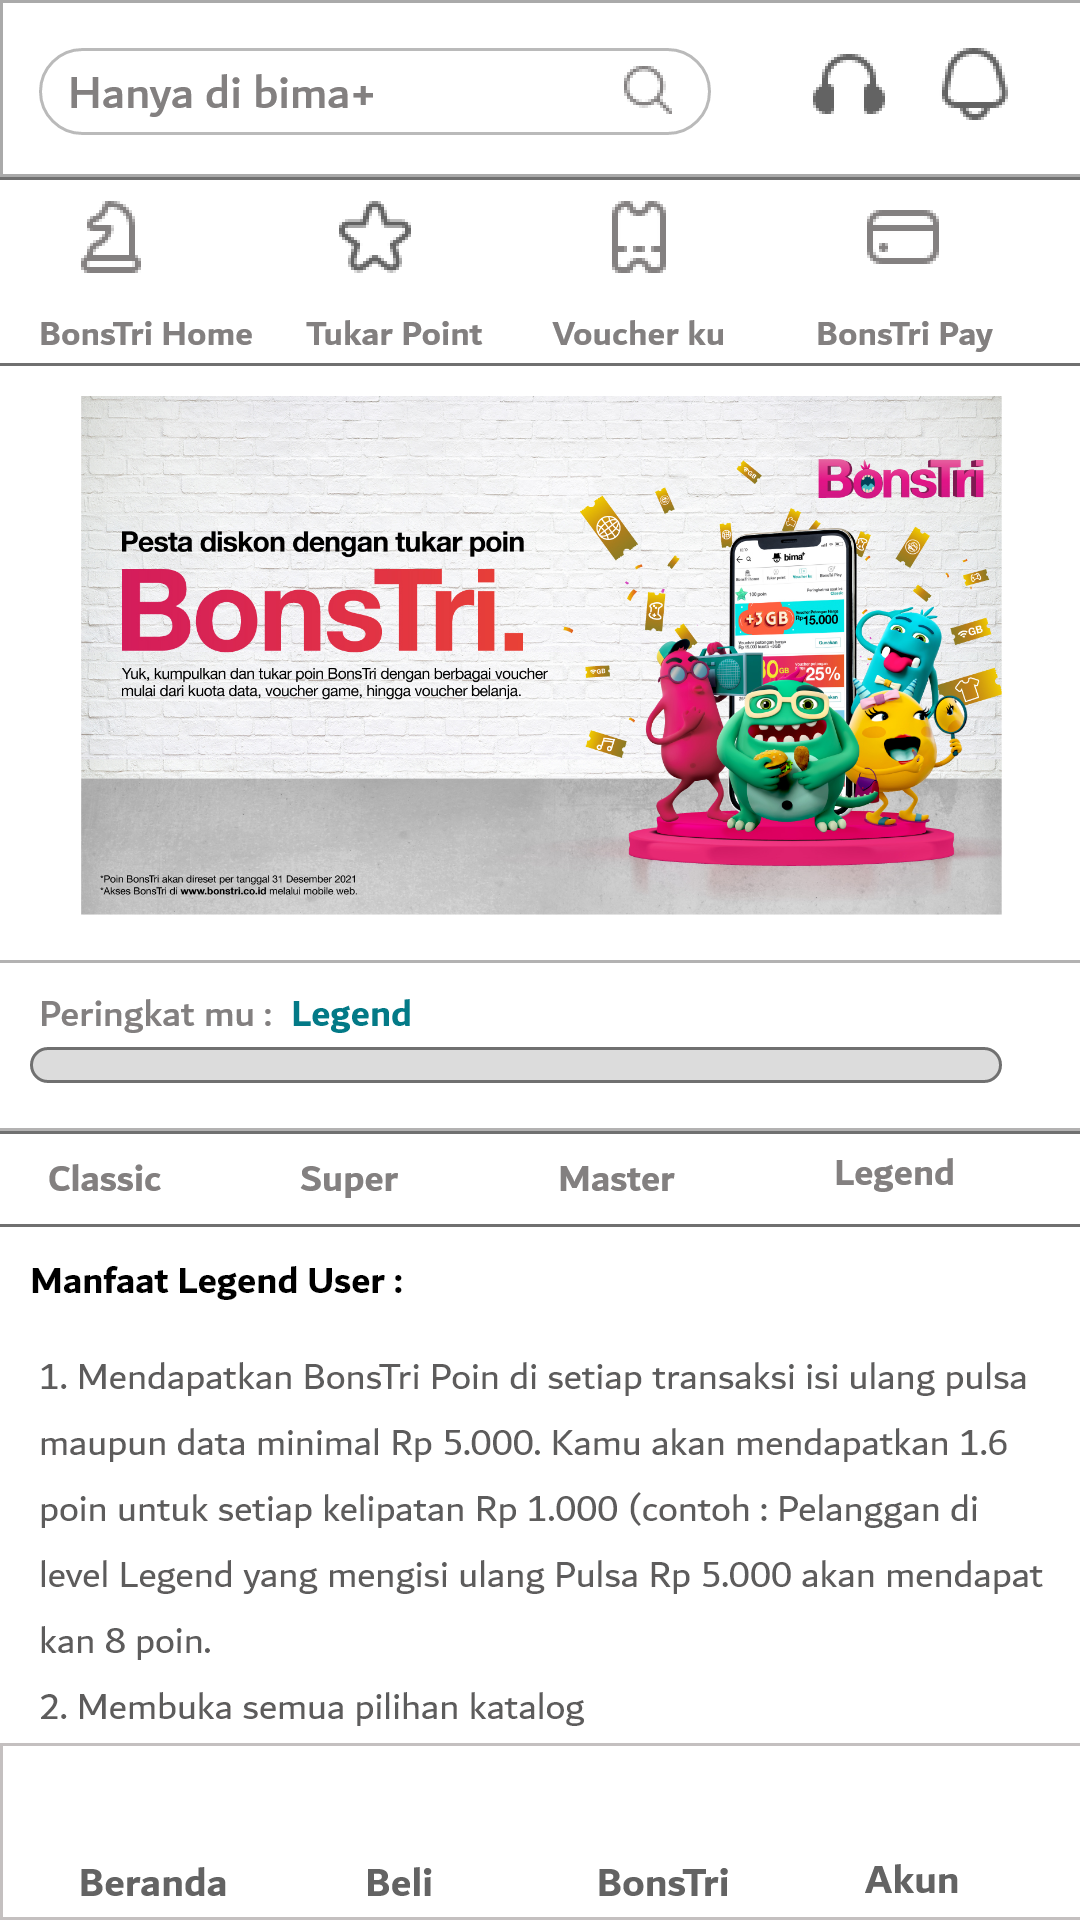 Hanya di bima+
BonsTri Home
Tukar Point
Voucher ku
BonsTri Pay
BonsTri
Pesta diskon dengan tukar poin
BonsTri.
Yuk, kumpulkan dan tukar poin BonsTri dengan berbagai voucher
mulai dari kuota data, voucher game, hingga voucher belanja.
bima+
100 poin
+3 GB
15.000
25%
GB
GB
*Poin BonsTri akan direset per tanggal 31 Desember 2021
*Akses BonsTri di www.bonstri.co.id melalui mobile web.
Peringkat mu : Legend
Classic
Super
Master
Legend
Manfaat Legend User :
1. Mendapatkan BonsTri Poin di setiap transaksi isi ulang pulsa
maupun data minimal Rp 5.000. Kamu akan mendapatkan 1.6
poin untuk setiap kelipatan Rp 1.000 (contoh : Pelanggan di
level Legend yang mengisi ulang Pulsa Rp 5.000 akan mendapat
kan 8 poin.
2. Membuka semua pilihan katalog
Beranda
Beli
BonsTri
Akun